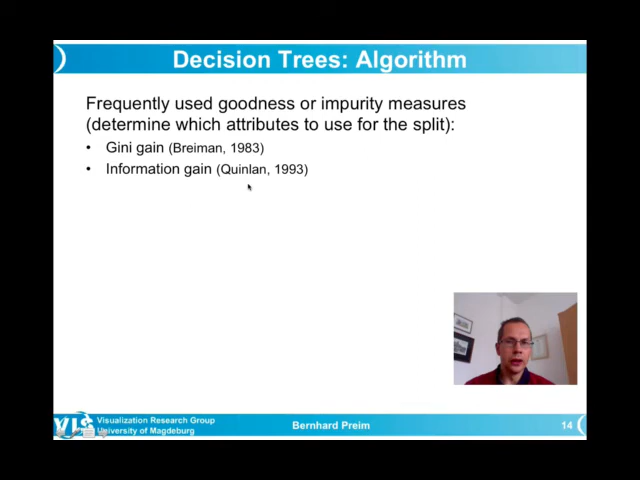 Decision Trees: Algorithm
Frequently used goodness or impurity measures
(determine which attributes to use for the split):
• Gini gain (Breiman, 1983)
• Information gain (Quinlan, 1993)
VIS
Visualization Research Group
University of Magdeburg
Bernhard Preim
14